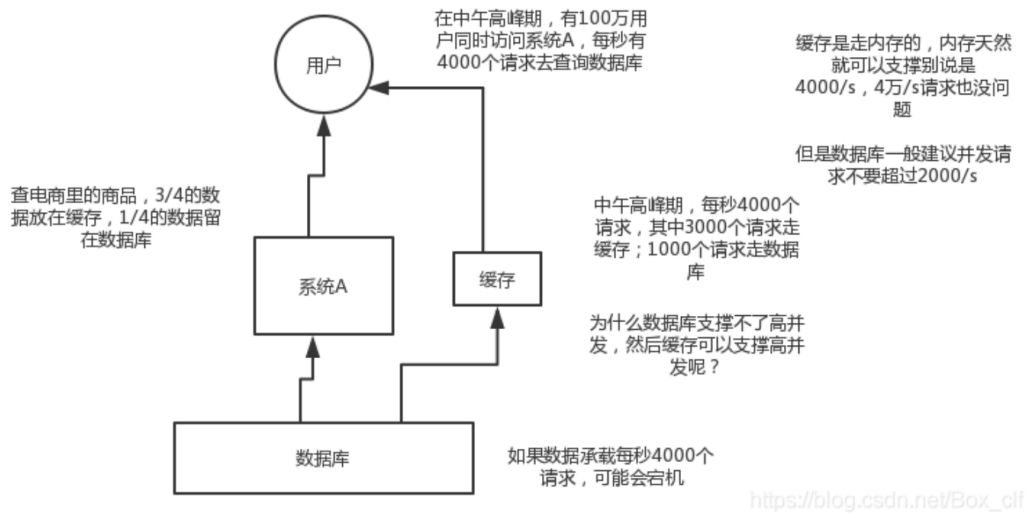 在中午高峰期，有100万用
户同时访问系统A，每秒有
4000个请求去查询数据库
用户
缓存是走内存的，内存天然
就可以支撑别说是
4000/s，4万/s请求也没问
题
但是数据库一般建议并发请
求不要超过2000/s
查电商里的商品，3/4的数
据放在缓存，1/4的数据留
在数据库
中午高峰期，每秒4000个
请求，其中3000个请求走
缓存；1000个请求走数据
库
系统A
缓存
为什么数据库支撑不了高并
发，然后缓存可以支撑高并
发呢？
数据库
如果数据承载每秒4000个
请求，可能会宕机
https://blog.csdn.net/Box_clf